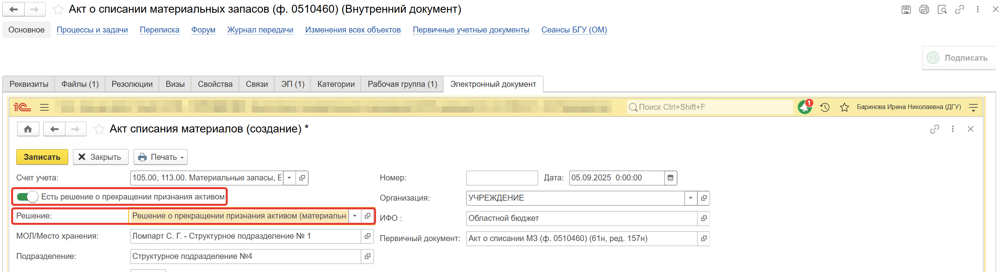 Акт о списании материальных запасов (ф. 0510460) (Внутренний документ)
Основное Процессы и задачи Переписка Форум Журнал передачи Изменения всех объектов Первичные учетные документы Сеансы БГУ (ОМ)
Подписать
Реквизиты Файлы (1) Резолюции Визы Свойства Связи ЭП (1) Категории Рабочая группа (1) Электронный документ
1С Поиск Ctrl+Shift+F 1 Баринова Ирина Николаевна (ДГУ)
Акт списания материалов (создание) *
Записать Закрыть Печать
Счет учета: 105.00, 113.00. Материальные запасы, Б Номер: Дата: 05.09.2025 0:00:00
Есть решение о прекращении признания активом
Организация: УЧРЕЖДЕНИЕ
Решение: Решение о прекращении признания активом (материальн
ИФО : Областной бюджет
МОЛ/Место хранения: Ломпарт С. Г. - Структурное подразделение № 1
Первичный документ: Акт о списании МЗ (ф. 0510460) (61н, ред. 157н)
Подразделение: Структурное подразделение №4